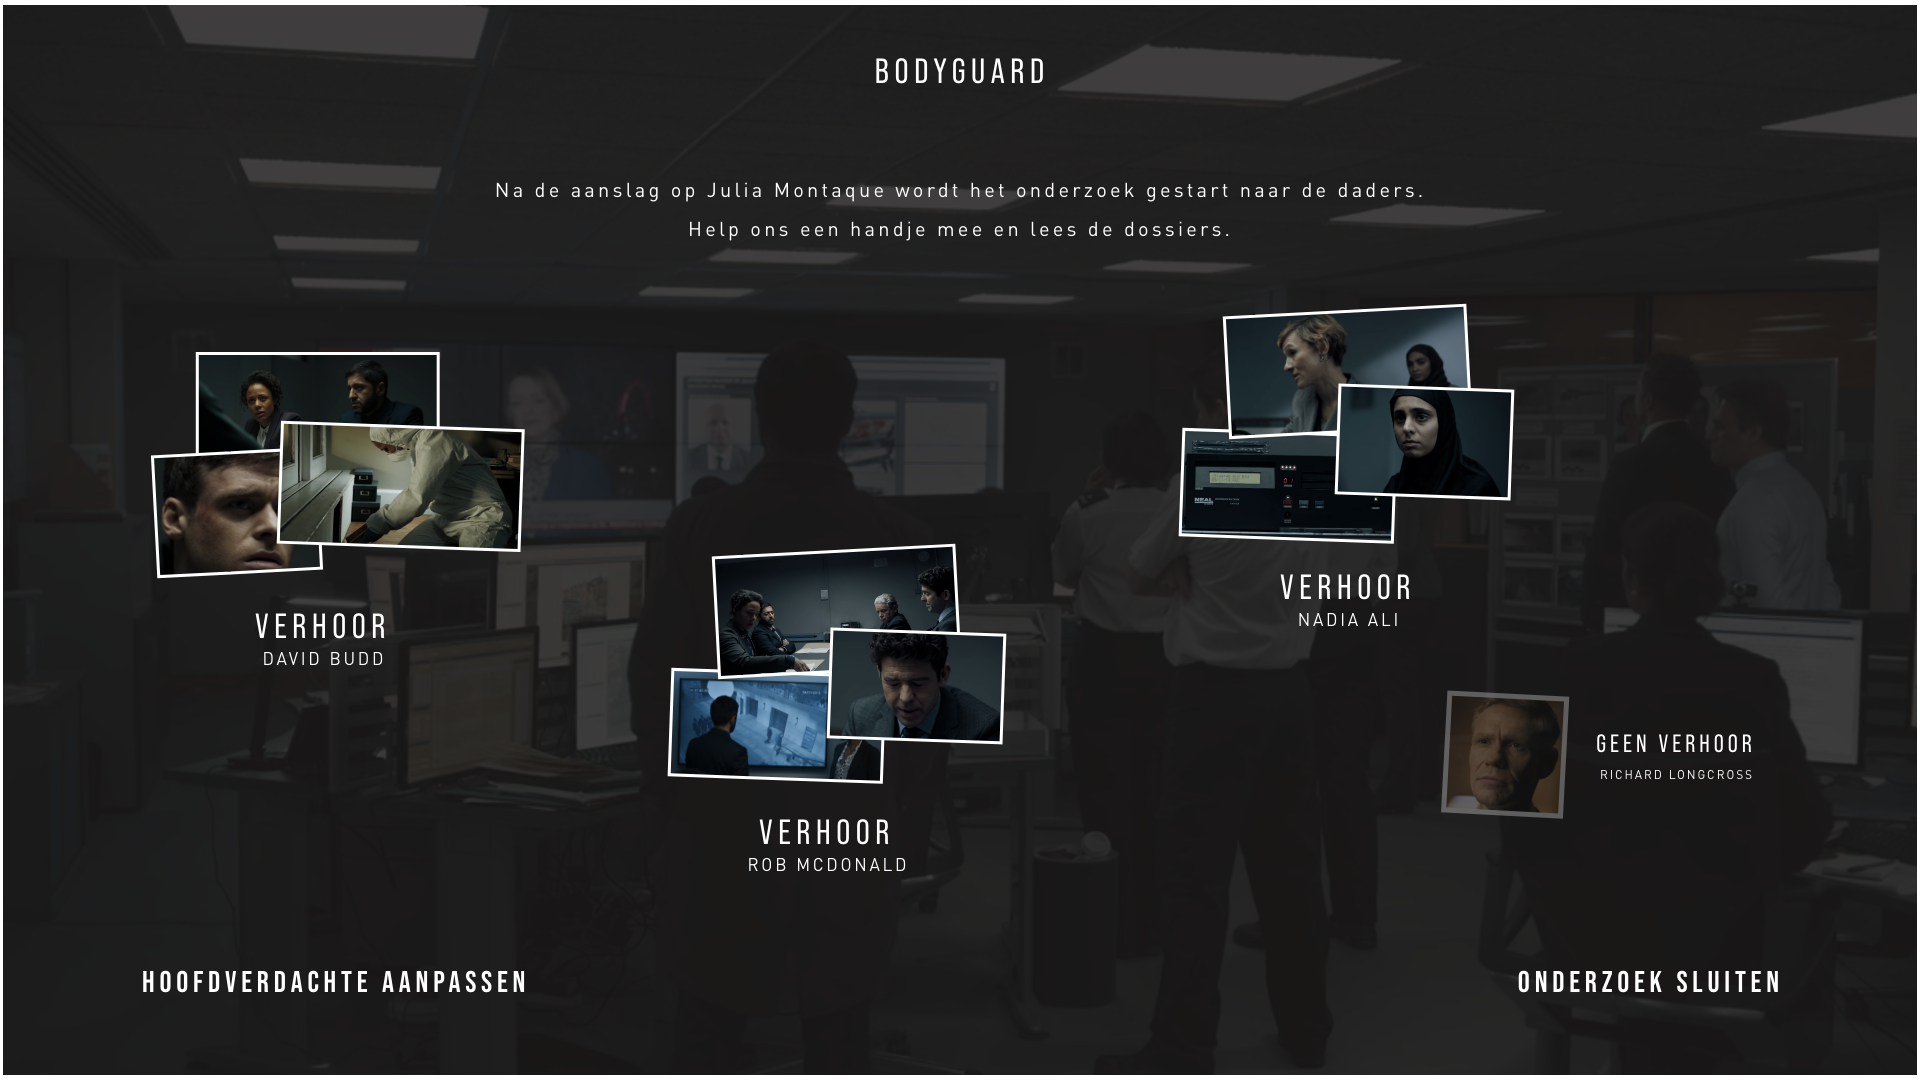 BODYGUARD
Na de aanslag op Julia Montaque wordt het onderzoek gestart naar de daders.
Help ons een handje mee en lees de dossiers.
VERHOOR
DAVID BUDD
VERHOOR
ROB MCDONALD
VERHOOR
NADIA ALI
NEAL
GEEN VERHOOR
RICHARD LONGCROSS
HOOFDVERDACHTE AANPASSEN
ONDERZOEK SLUITEN